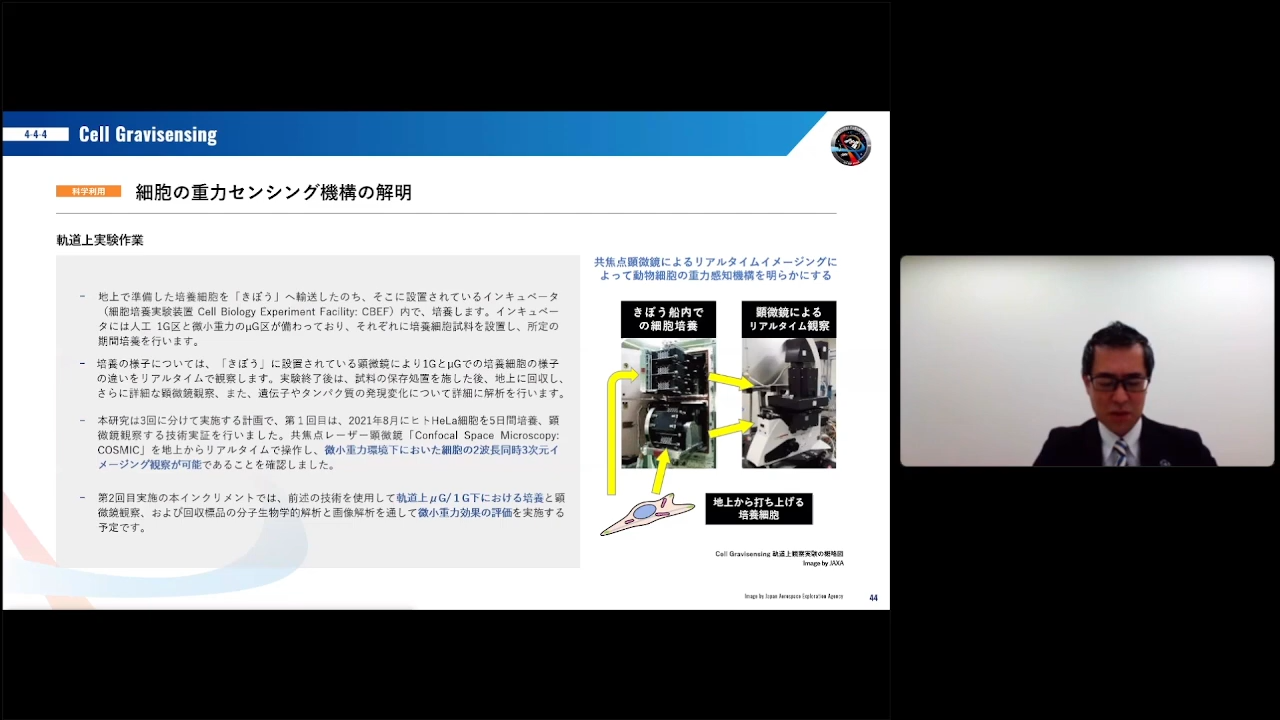 4-4-4
Cell Gravisensing
科学利用
細胞の重力センシング機構の解明
軌道上実験作業
− 地上で準備した培養細胞を「きぼう」へ輸送したのち、そこに設置されているインキュベータ
（細胞培養実験装置 Cell Biology Experiment Facility: CBEF）内で、培養します。インキュベー
タには人工 1G区と微小重力のμG区が備わっており、それぞれに培養細胞試料を設置し、所定の
期間培養を行います。
− 培養の様子については、「きぼう」に設置されている顕微鏡により1GとμGでの培養細胞の様子
の違いをリアルタイムで観察します。実験終了後は、試料の保存処置を施した後、地上に回収し、
さらに詳細な顕微鏡観察、また、遺伝子やタンパク質の発現変化について詳細に解析を行います。
− 本研究は3回に分けて実施する計画で、第１回目は、2021年8月にヒトHeLa細胞を5日間培養、顕
微鏡観察する技術実証を行いました。共焦点レーザー顕微鏡「Confocal Space Microscopy:
COSMIC」を地上からリアルタイムで操作し、微小重力環境下においた細胞の2波長同時3次元イ
メージング観察が可能であることを確認しました。
− 第2回目実施の本インクリメントでは、前述の技術を使用して軌道上μG/１G下における培養と顕
微鏡観察、および回収標品の分子生物学的解析と画像解析を通して微小重力効果の評価を実施する
予定です。
共焦点顕微鏡によるリアルタイムイメージングに
よって動物細胞の重力感知機構を明らかにする
きぼう船内で
の細胞培養
顕微鏡による
リアルタイム観察
地上から打ち上げる
培養細胞
Cell Gravisensing 軌道上観察実験の概略図
Image by JAXA
Image by Japan Aerospace Exploration Agency
44